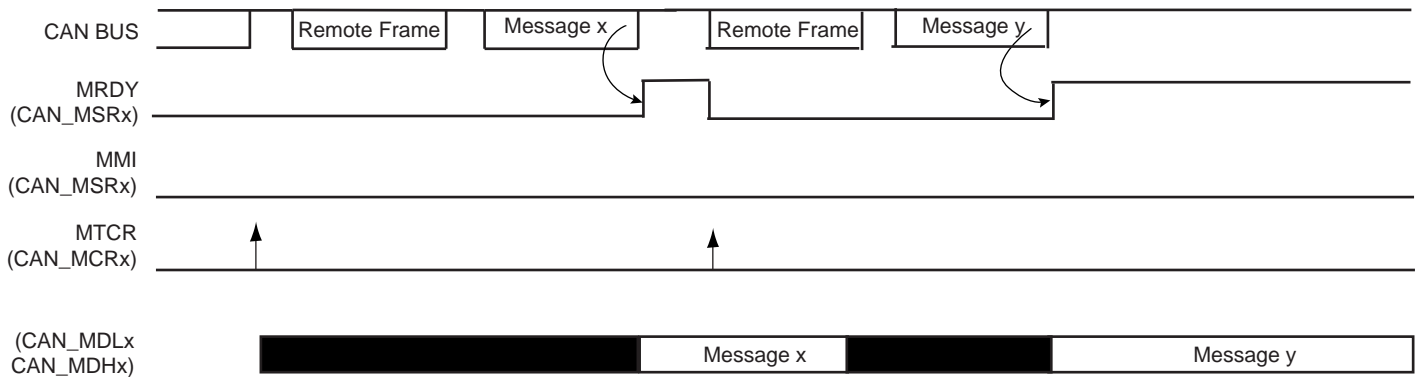 CAN BUS
Remote Frame
Message x
Remote Frame
Message y
MRDY
(CAN_MSRx)
MMI
(CAN_MSRx)
MTCR
(CAN_MCRx)
(CAN_MDLx
CAN_MDHx)
Message x
Message y